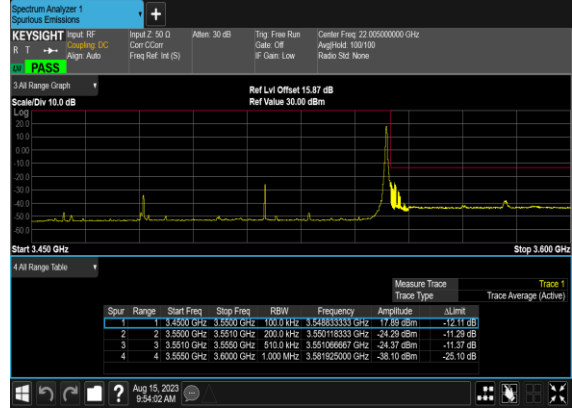 Spectrum Analyzer 1
Spurious Emissions
KEYSIGHT Input: RF Input Z: 50 Ω Atten: 30 dB Trig: Free Run Center Freq: 22.005000000 GHz
R T Coupling: DC Corr CCorr Gate: Off Avg|Hold: 100/100
Align: Auto Freq Ref: Int (S) IF Gain: Low Radio Std: None
LW PASS
3 All Range Graph
Ref Lvl Offset 15.87 dB
Scale/Div 10.0 dB Ref Value 30.00 dBm
Log
20.0
10.0
0.00
-10.0
-20.0
-30.0
-40.0
-50.0
-60.0
Start 3.450 GHz Stop 3.600 GHz
4 All Range Table
Measure Trace Trace 1
Trace Type Trace Average (Active)
Spur Range Start Freq Stop Freq RBW Frequency Amplitude ΔLimit
1 1 3.4500 GHz 3.5500 GHz 100.0 kHz 3.548833333 GHz 17.89 dBm -12.11 dB
2 2 3.5500 GHz 3.5510 GHz 200.0 kHz 3.550118333 GHz -24.29 dBm -11.29 dB
3 3 3.5510 GHz 3.5550 GHz 510.0 kHz 3.551066667 GHz -24.37 dBm -11.37 dB
4 4 3.5550 GHz 3.6000 GHz 1.000 MHz 3.581925000 GHz -38.10 dBm -25.10 dB
? Aug 15, 2023
9:54:02 AM